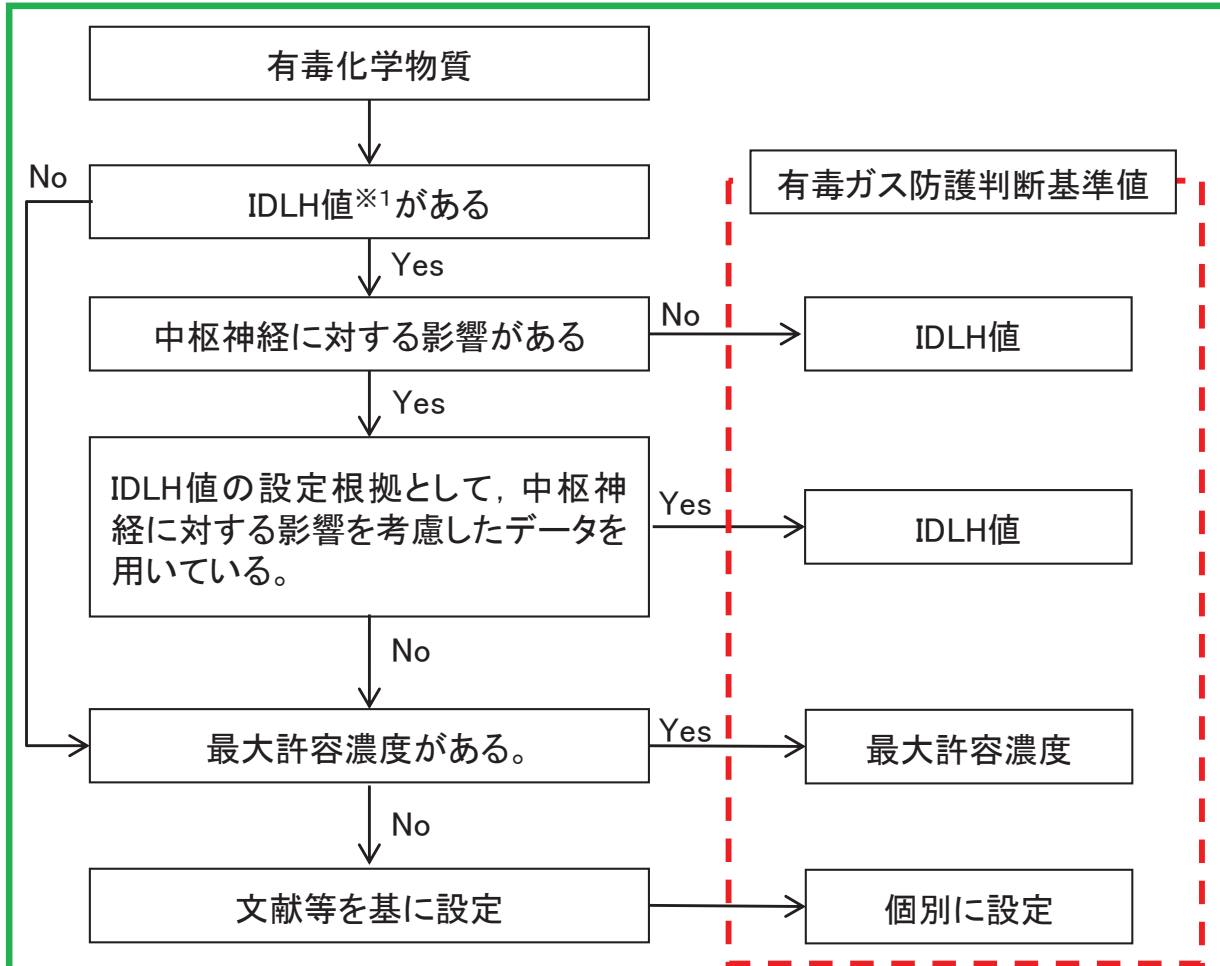 有毒化学物質
No
IDLH値※1がある
有毒ガス防護判断基準値
Yes
中枢神経に対する影響がある
No
IDLH値
Yes
IDLH値の設定根拠として，中枢神
経に対する影響を考慮したデータを
用いている。
Yes
IDLH値
No
最大許容濃度がある。
Yes
最大許容濃度
No
文献等を基に設定
個別に設定